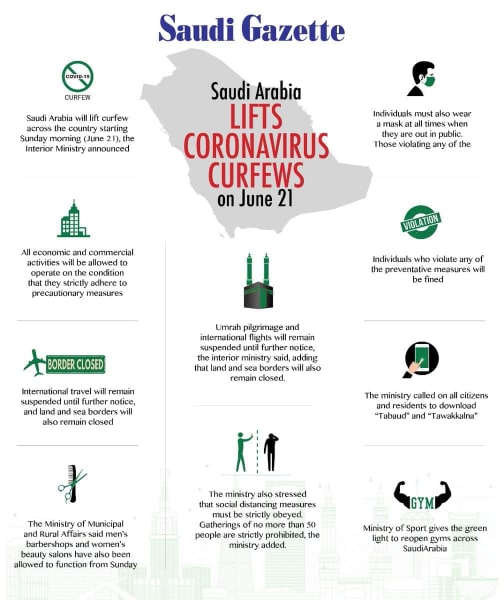 Saudi Gazette
Saudi Arabia
LIFTS
CORONAVIRUS
CURFEWS
on June 21
COVID-19
CURFEW
Saudi Arabia will lift curfew
across the country starting
Sunday morning (June 21), the
Interior Ministry announced
Individuals must also wear
a mask at all times when
they are out in public.
Those violating any of the
All economic and commercial
activities will be allowed to
operate on the condition
that they strictly adhere to
precautionary measures
VIOLATION
Individuals who violate any of
the preventative measures will
be fined
Umrah pilgrimage and
international flights will remain
suspended until further notice,
the interior ministry said, adding
that land and sea borders will also
remain closed.
BORDER CLOSED
International travel will remain
suspended until further notice,
and land and sea borders will
also remain closed
The ministry called on all citizens
and residents to download
“Tabaud” and “Tawakkalna”
The Ministry of Municipal
and Rural Affairs said men’s
barbershops and women’s
beauty salons have also been
allowed to function from Sunday
The ministry also stressed
that social distancing measures
must be strictly obeyed.
Gatherings of no more than 50
people are strictly prohibited, the
ministry added.
GYM
Ministry of Sport gives the green
light to reopen gyms across
SaudiArabia